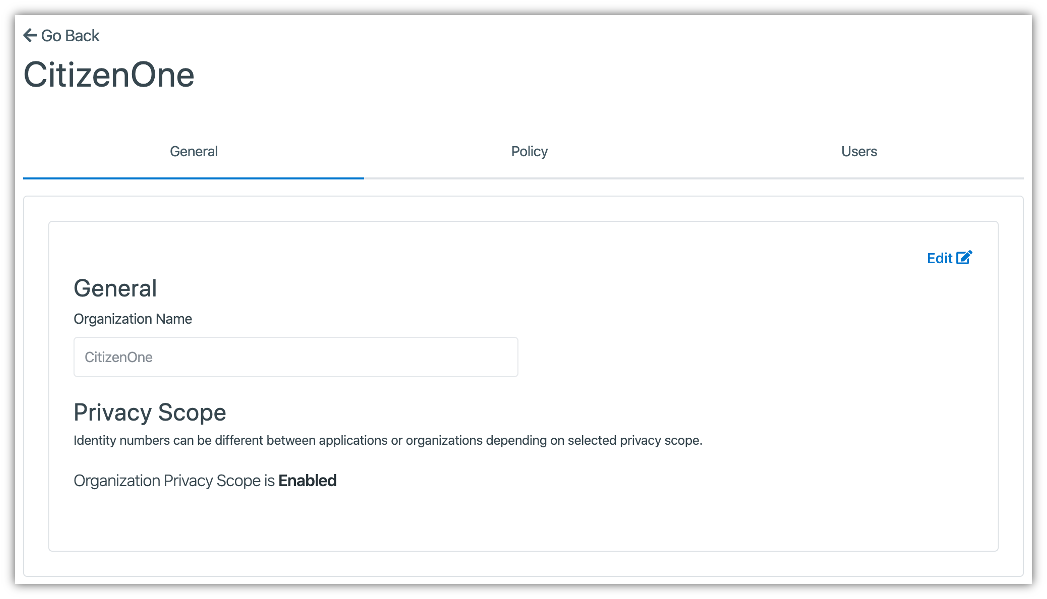 Go Back
CitizenOne
General
Policy
Users
Edit
General
Organization Name
CitizenOne
Privacy Scope
Identity numbers can be different between applications or organizations depending on selected privacy scope.
Organization Privacy Scope is Enabled